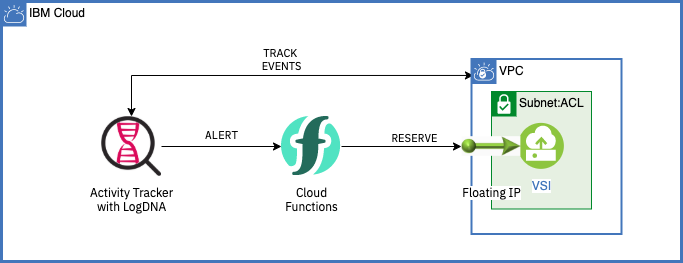 IBM Cloud
TRACK
EVENTS
VPC
Subnet:ACL
ALERT
RESERVE
VSI
Floating IP
Activity Tracker
with LogDNA
Cloud
Functions